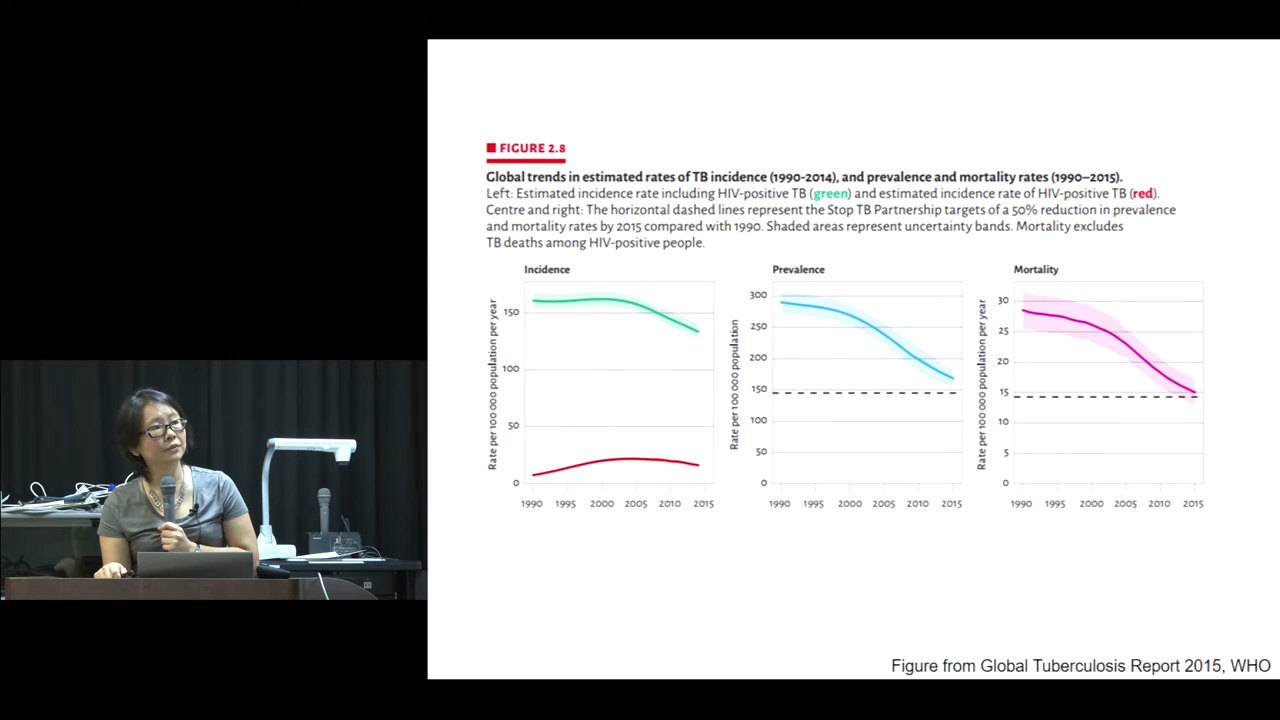 FIGURE 2.8
Global trends in estimated rates of TB incidence (1990-2014), and prevalence and mortality rates (1990–2015).
Left: Estimated incidence rate including HIV-positive TB (green) and estimated incidence rate of HIV-positive TB (red).
Centre and right: The horizontal dashed lines represent the Stop TB Partnership targets of a 50% reduction in prevalence
and mortality rates by 2015 compared with 1990. Shaded areas represent uncertainty bands. Mortality excludes
TB deaths among HIV-positive people.
Incidence
Rate per 100 000 population per year
150
100
50
0
1990 1995 2000 2005 2010 2015
Prevalence
Rate per 100 000 population
300
250
200
150
100
50
0
1990 1995 2000 2005 2010 2015
Mortality
Rate per 100 000 population per year
30
25
20
15
10
5
0
1990 1995 2000 2005 2010 2015
Figure from Global Tuberculosis Report 2015, WHO